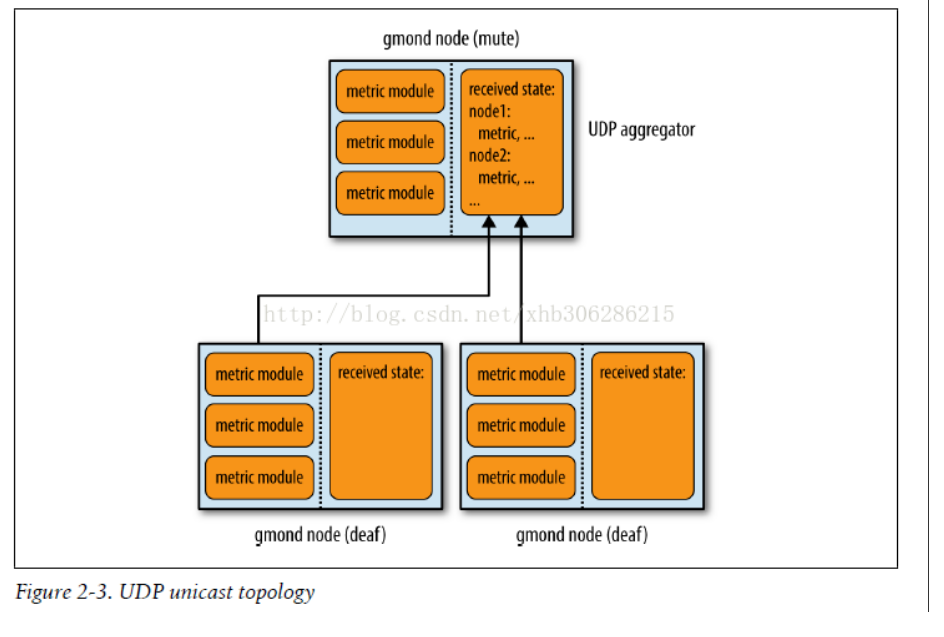 gmond node (mute)
metric module
metric module
metric module
received state:
node1:
metric, ...
node2:
metric, ...
...
UDP aggregator
http://blog.csdn.net/xhb306286215
metric module
metric module
metric module
received state:
gmond node (deaf)
metric module
metric module
metric module
received state:
gmond node (deaf)
Figure 2-3. UDP unicast topology